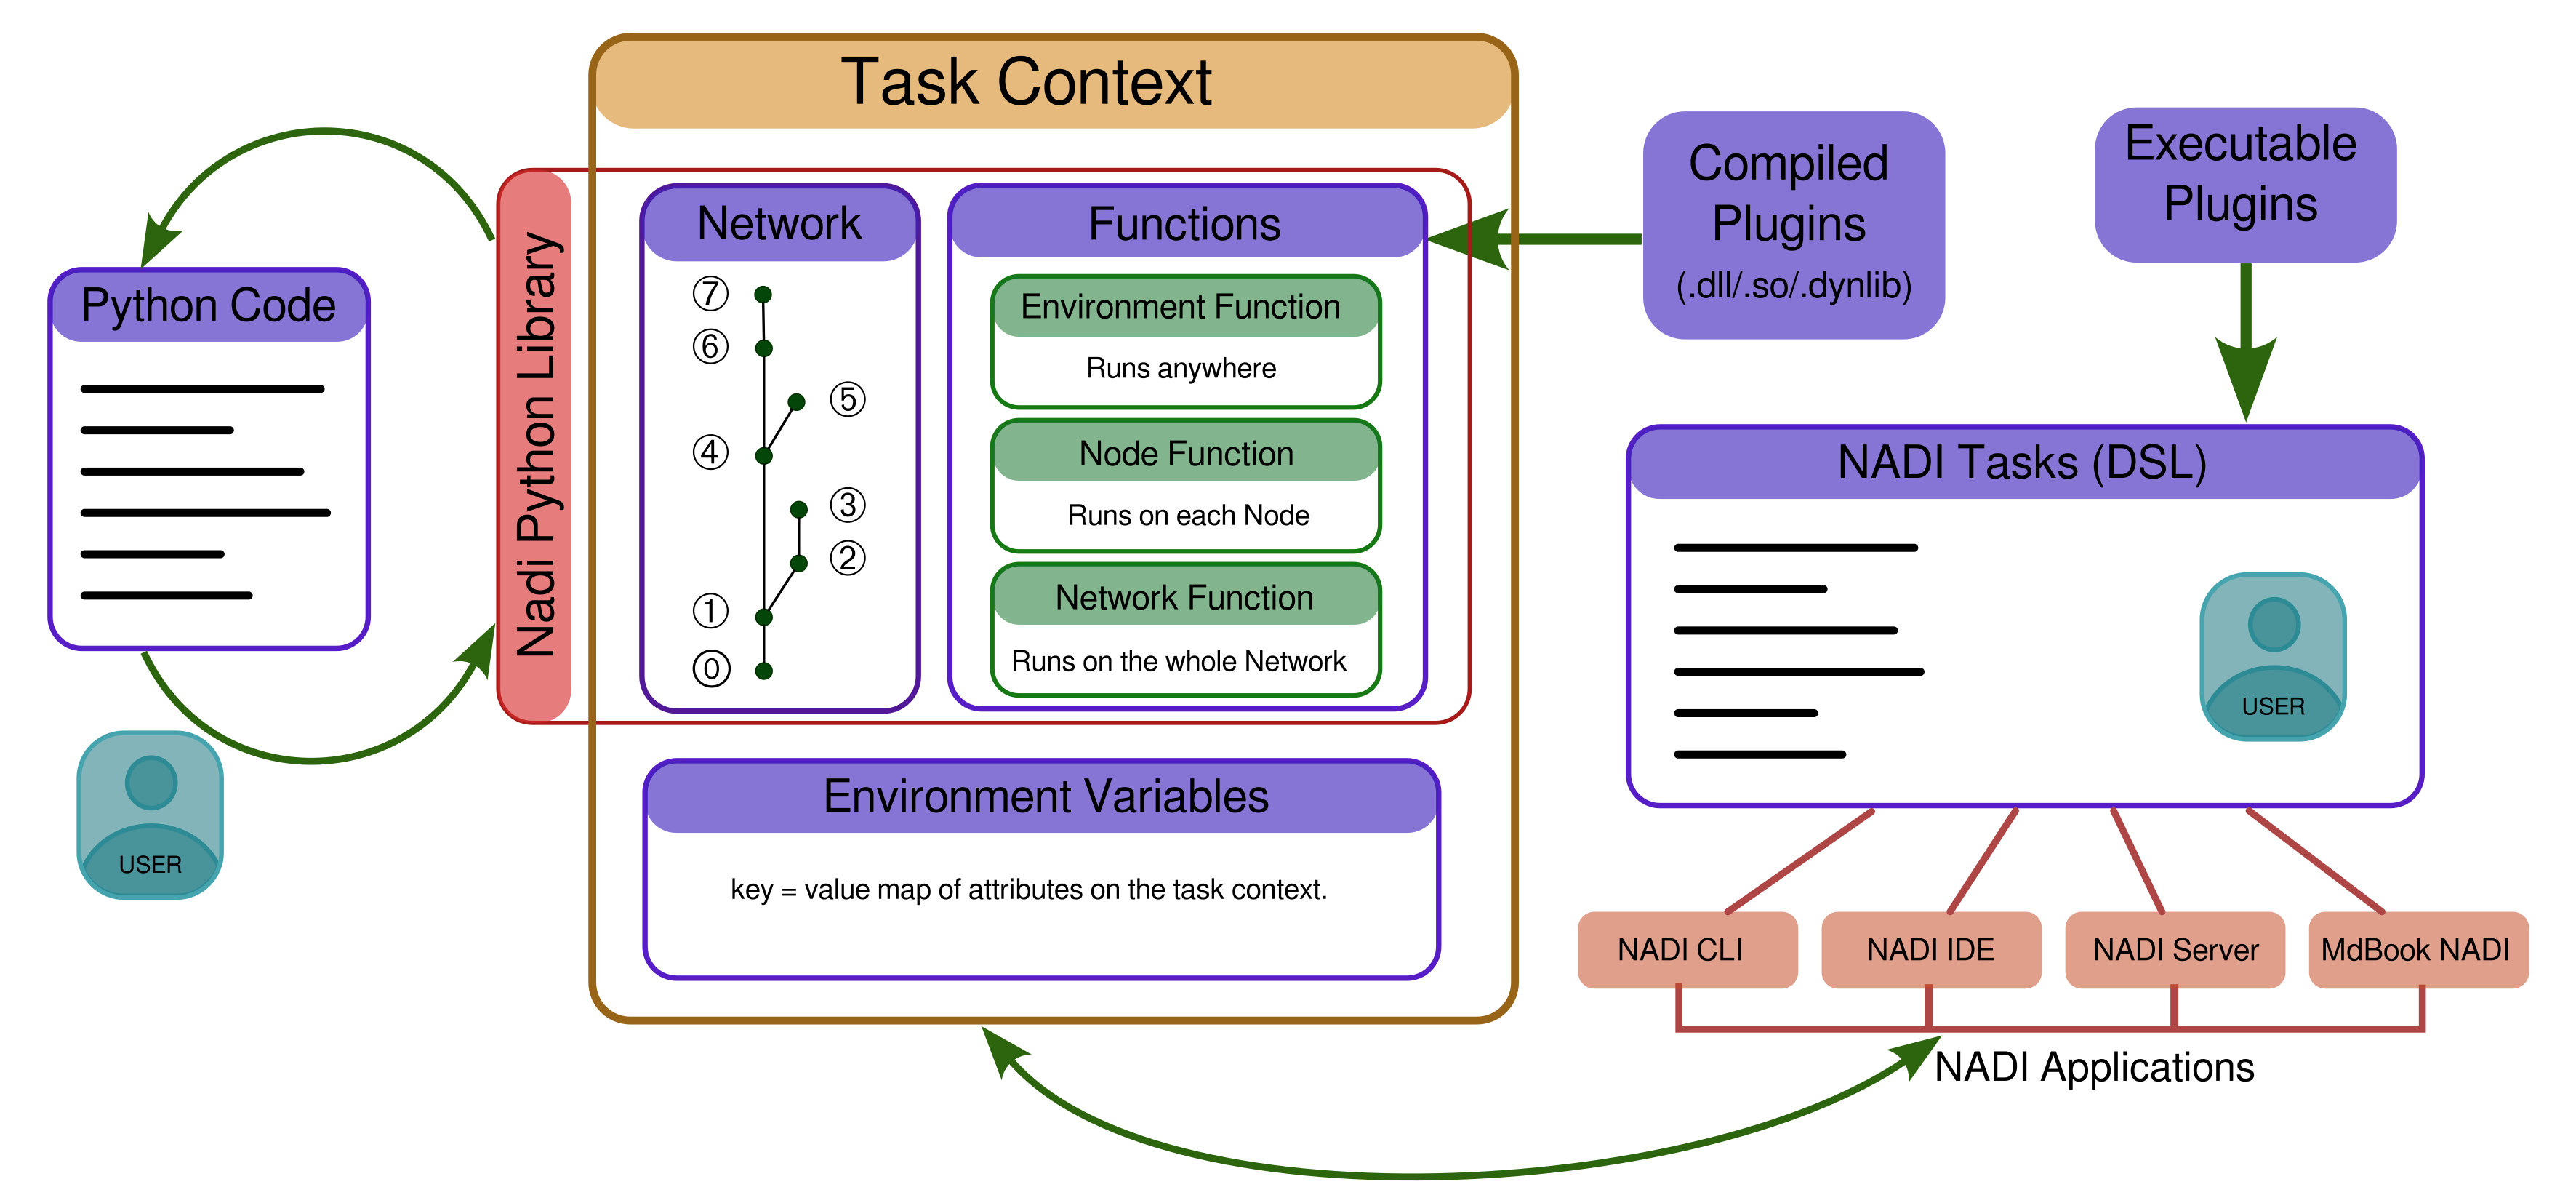 Task Context
Compiled
Plugins
(.dll/.so/.dynlib)
Executable
Plugins
Python Code
Nadi Python Library
Network
⑦
⑥
⑤
④
③
②
①
⓪
Functions
Environment Function
Runs anywhere
Node Function
Runs on each Node
Network Function
Runs on the whole Network
NADI Tasks (DSL)
USER
USER
Environment Variables
key = value map of attributes on the task context.
NADI CLI
NADI IDE
NADI Server
MdBook NADI
NADI Applications